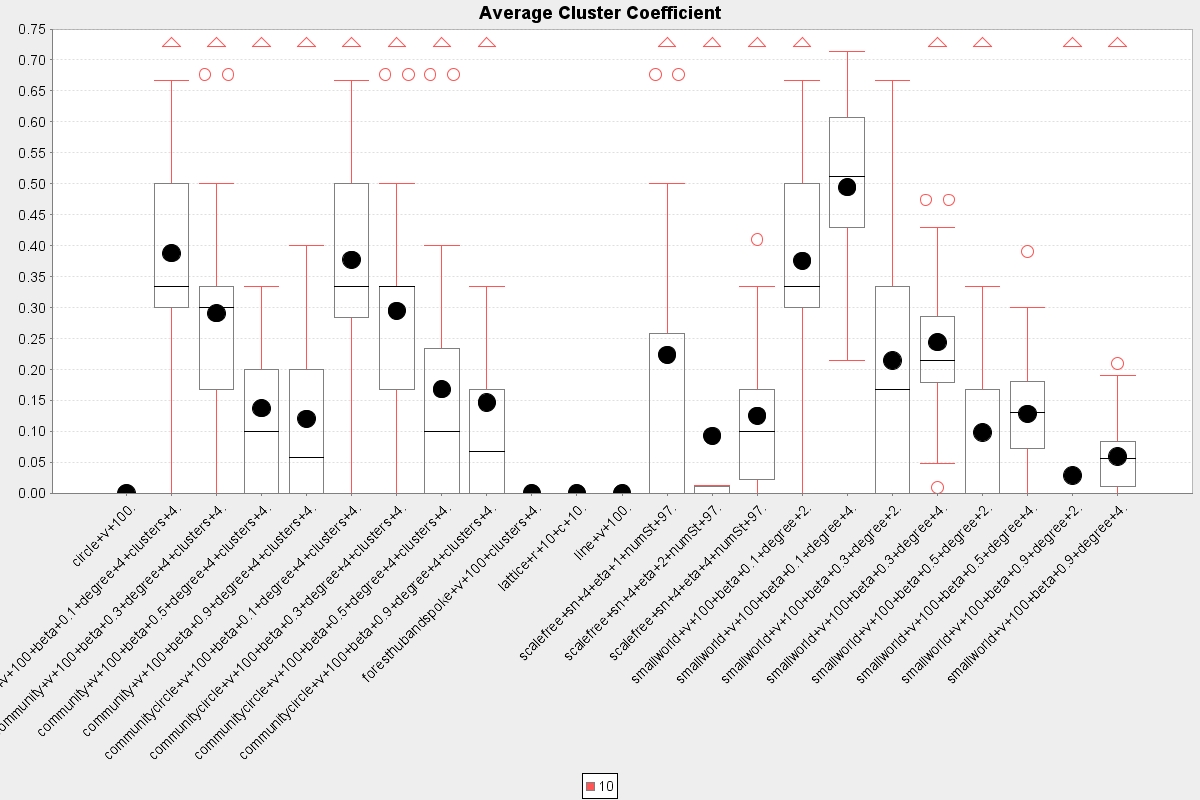 Average Cluster Coefficient
0.75
0.70
0.65
0.60
0.55
0.50
0.45
0.40
0.35
0.30
0.25
0.20
0.15
0.10
0.05
0.00
circle+v+100.
v+100+beta+0.1+degree+4+clusters+4.
ommunity+v+100+beta+0.3+degree+4+clusters+4.
community+v+100+beta+0.5+degree+4+clusters+4.
community+v+100+beta+0.9+degree+4+clusters+4.
communitycircle+v+100+beta+0.1+degree+4+clusters+4.
communitycircle+v+100+beta+0.3+degree+4+clusters+4.
communitycircle+v+100+beta+0.5+degree+4+clusters+4.
communitycircle+v+100+beta+0.9+degree+4+clusters+4.
foresthubandspoke+v+100+clusters+4.
lattice+r+10+c+10.
line+v+100.
scalefree+sn+4+eta+1+numSt+97.
scalefree+sn+4+eta+2+numSt+97.
scalefree+sn+4+eta+4+numSt+97.
smallworld+v+100+beta+0.1+degree+2.
smallworld+v+100+beta+0.1+degree+4.
smallworld+v+100+beta+0.3+degree+2.
smallworld+v+100+beta+0.3+degree+4.
smallworld+v+100+beta+0.5+degree+2.
smallworld+v+100+beta+0.5+degree+4.
smallworld+v+100+beta+0.9+degree+2.
smallworld+v+100+beta+0.9+degree+4.
10